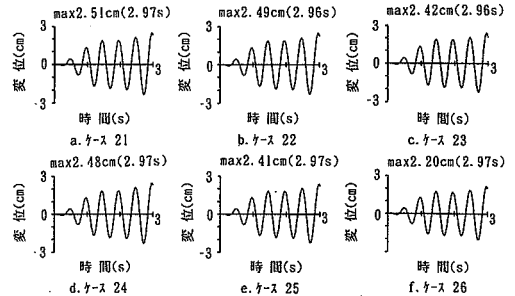 max2.51cm(2.97s) max2.49cm(2.96s) max2.42cm(2.96s)
3 3 3
変位(cm) 0 3 変位(cm) 0 3 変位(cm) 0 3
-3 -3 -3
時間(s) 時間(s) 時間(s)
a.ケース 21 b.ケース 22 c.ケース 23
max2.48cm(2.97s) max2.41cm(2.97s) max2.20cm(2.97s)
3 3 3
変位(cm) 0 3 変位(cm) 0 3 変位(cm) 0 3
-3 -3
時間(s) 時間(s) 時間(s)
d.ケース 24 e.ケース 25 f.ケース 26